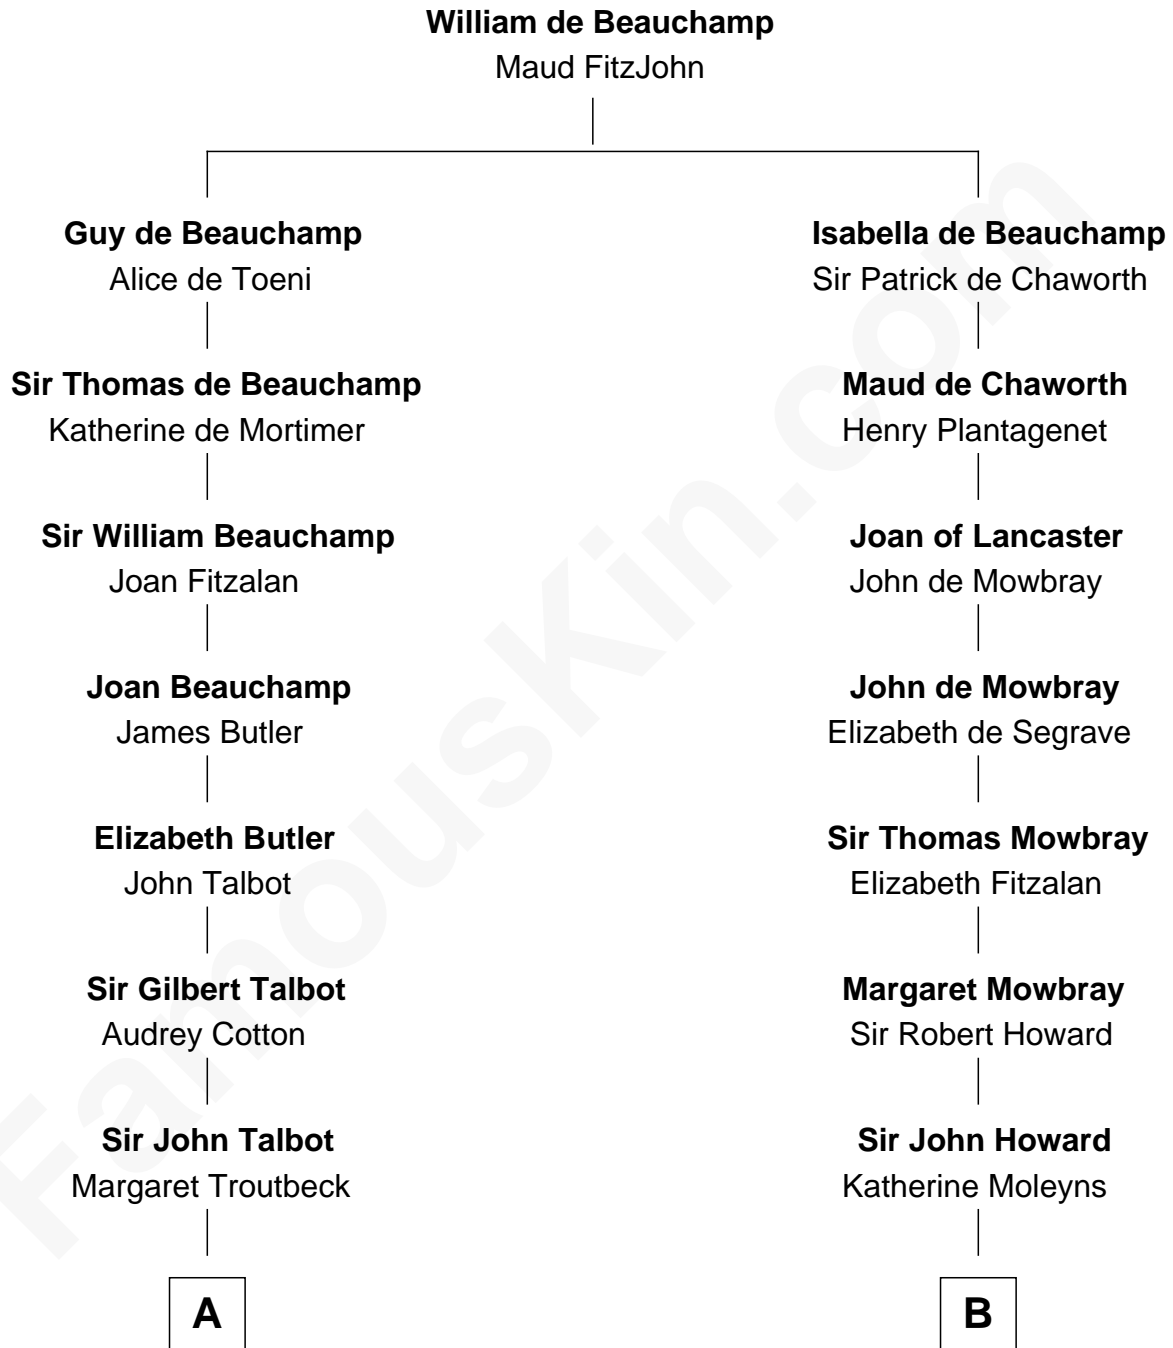 William de Beauchamp
Maud FitzJohn
Guy de Beauchamp
Alice de Toeni
Isabella de Beauchamp
Sir Patrick de Chaworth
Sir Thomas de Beauchamp
Katherine de Mortimer
Maud de Chaworth
Henry Plantagenet
Sir William Beauchamp
Joan Fitzalan
Joan of Lancaster
John de Mowbray
Joan Beauchamp
James Butler
John de Mowbray
Elizabeth de Segrave
Elizabeth Butler
John Talbot
Sir Thomas Mowbray
Elizabeth Fitzalan
Sir Gilbert Talbot
Audrey Cotton
Margaret Mowbray
Sir Robert Howard
Sir John Talbot
Margaret Troutbeck
Sir John Howard
Katherine Moleyns
A
B
FamousKin.com